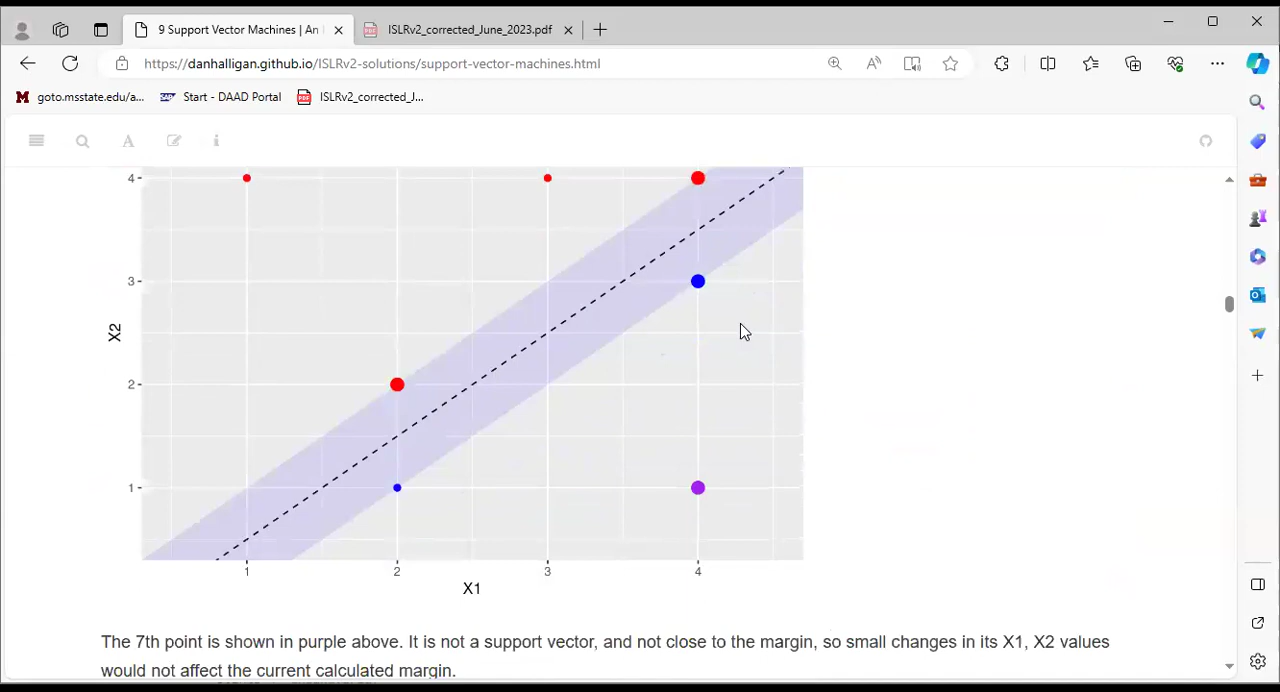 9 Support Vector Machines | An I
ISLRv2_corrected_June_2023.pdf
https://danhalligan.github.io/ISLRv2-solutions/support-vector-machines.html
goto.msstate.edu/a...
Start - DAAD Portal
ISLRv2_corrected_J...
4
3
X2
2
1
1 2 3 4
X1
The 7th point is shown in purple above. It is not a support vector, and not close to the margin, so small changes in its X1, X2 values
would not affect the current calculated margin.